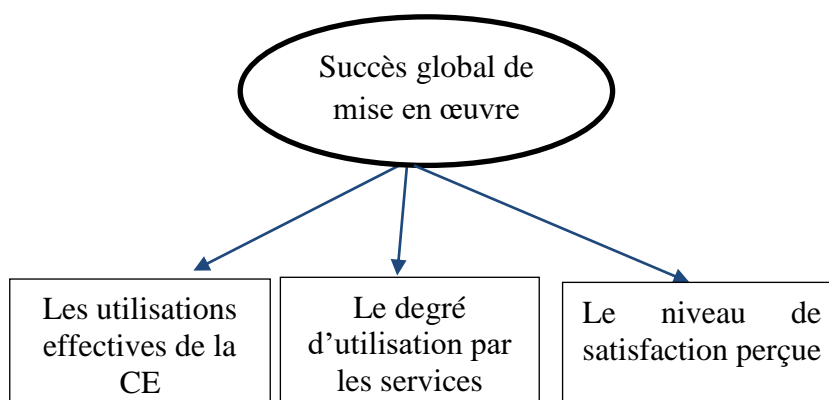 Succès global de
mise en œuvre
Les utilisations
effectives de la
CE
Le degré
d’utilisation par
les services
Le niveau de
satisfaction perçue